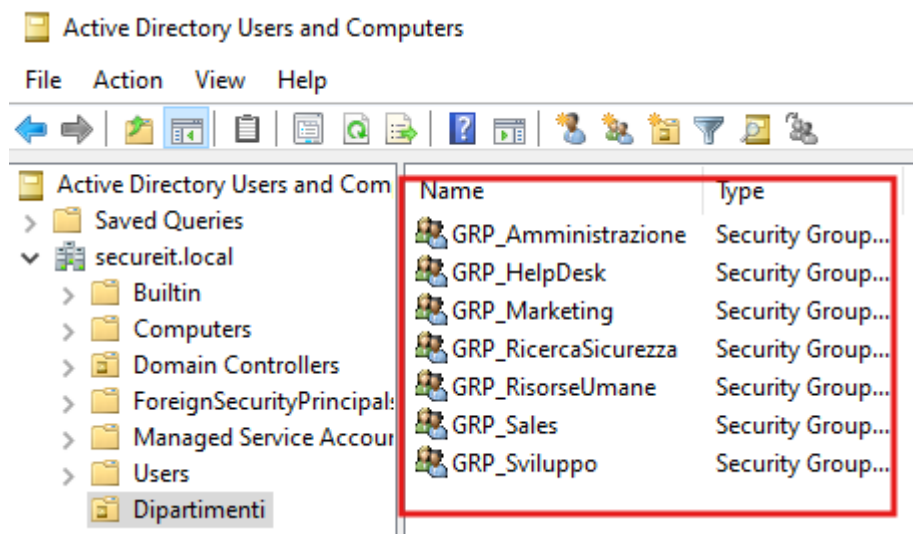 Active Directory Users and Computers
File Action View Help
Active Directory Users and Com
Saved Queries
secureit.local
Builtin
Computers
Domain Controllers
ForeignSecurityPrincipals
Managed Service Accour
Users
Dipartimenti
Name Type
GRP_Amministrazione Security Group...
GRP_HelpDesk Security Group...
GRP_Marketing Security Group...
GRP_RicercaSicurezza Security Group...
GRP_RisorseUmane Security Group...
GRP_Sales Security Group...
GRP_Sviluppo Security Group...